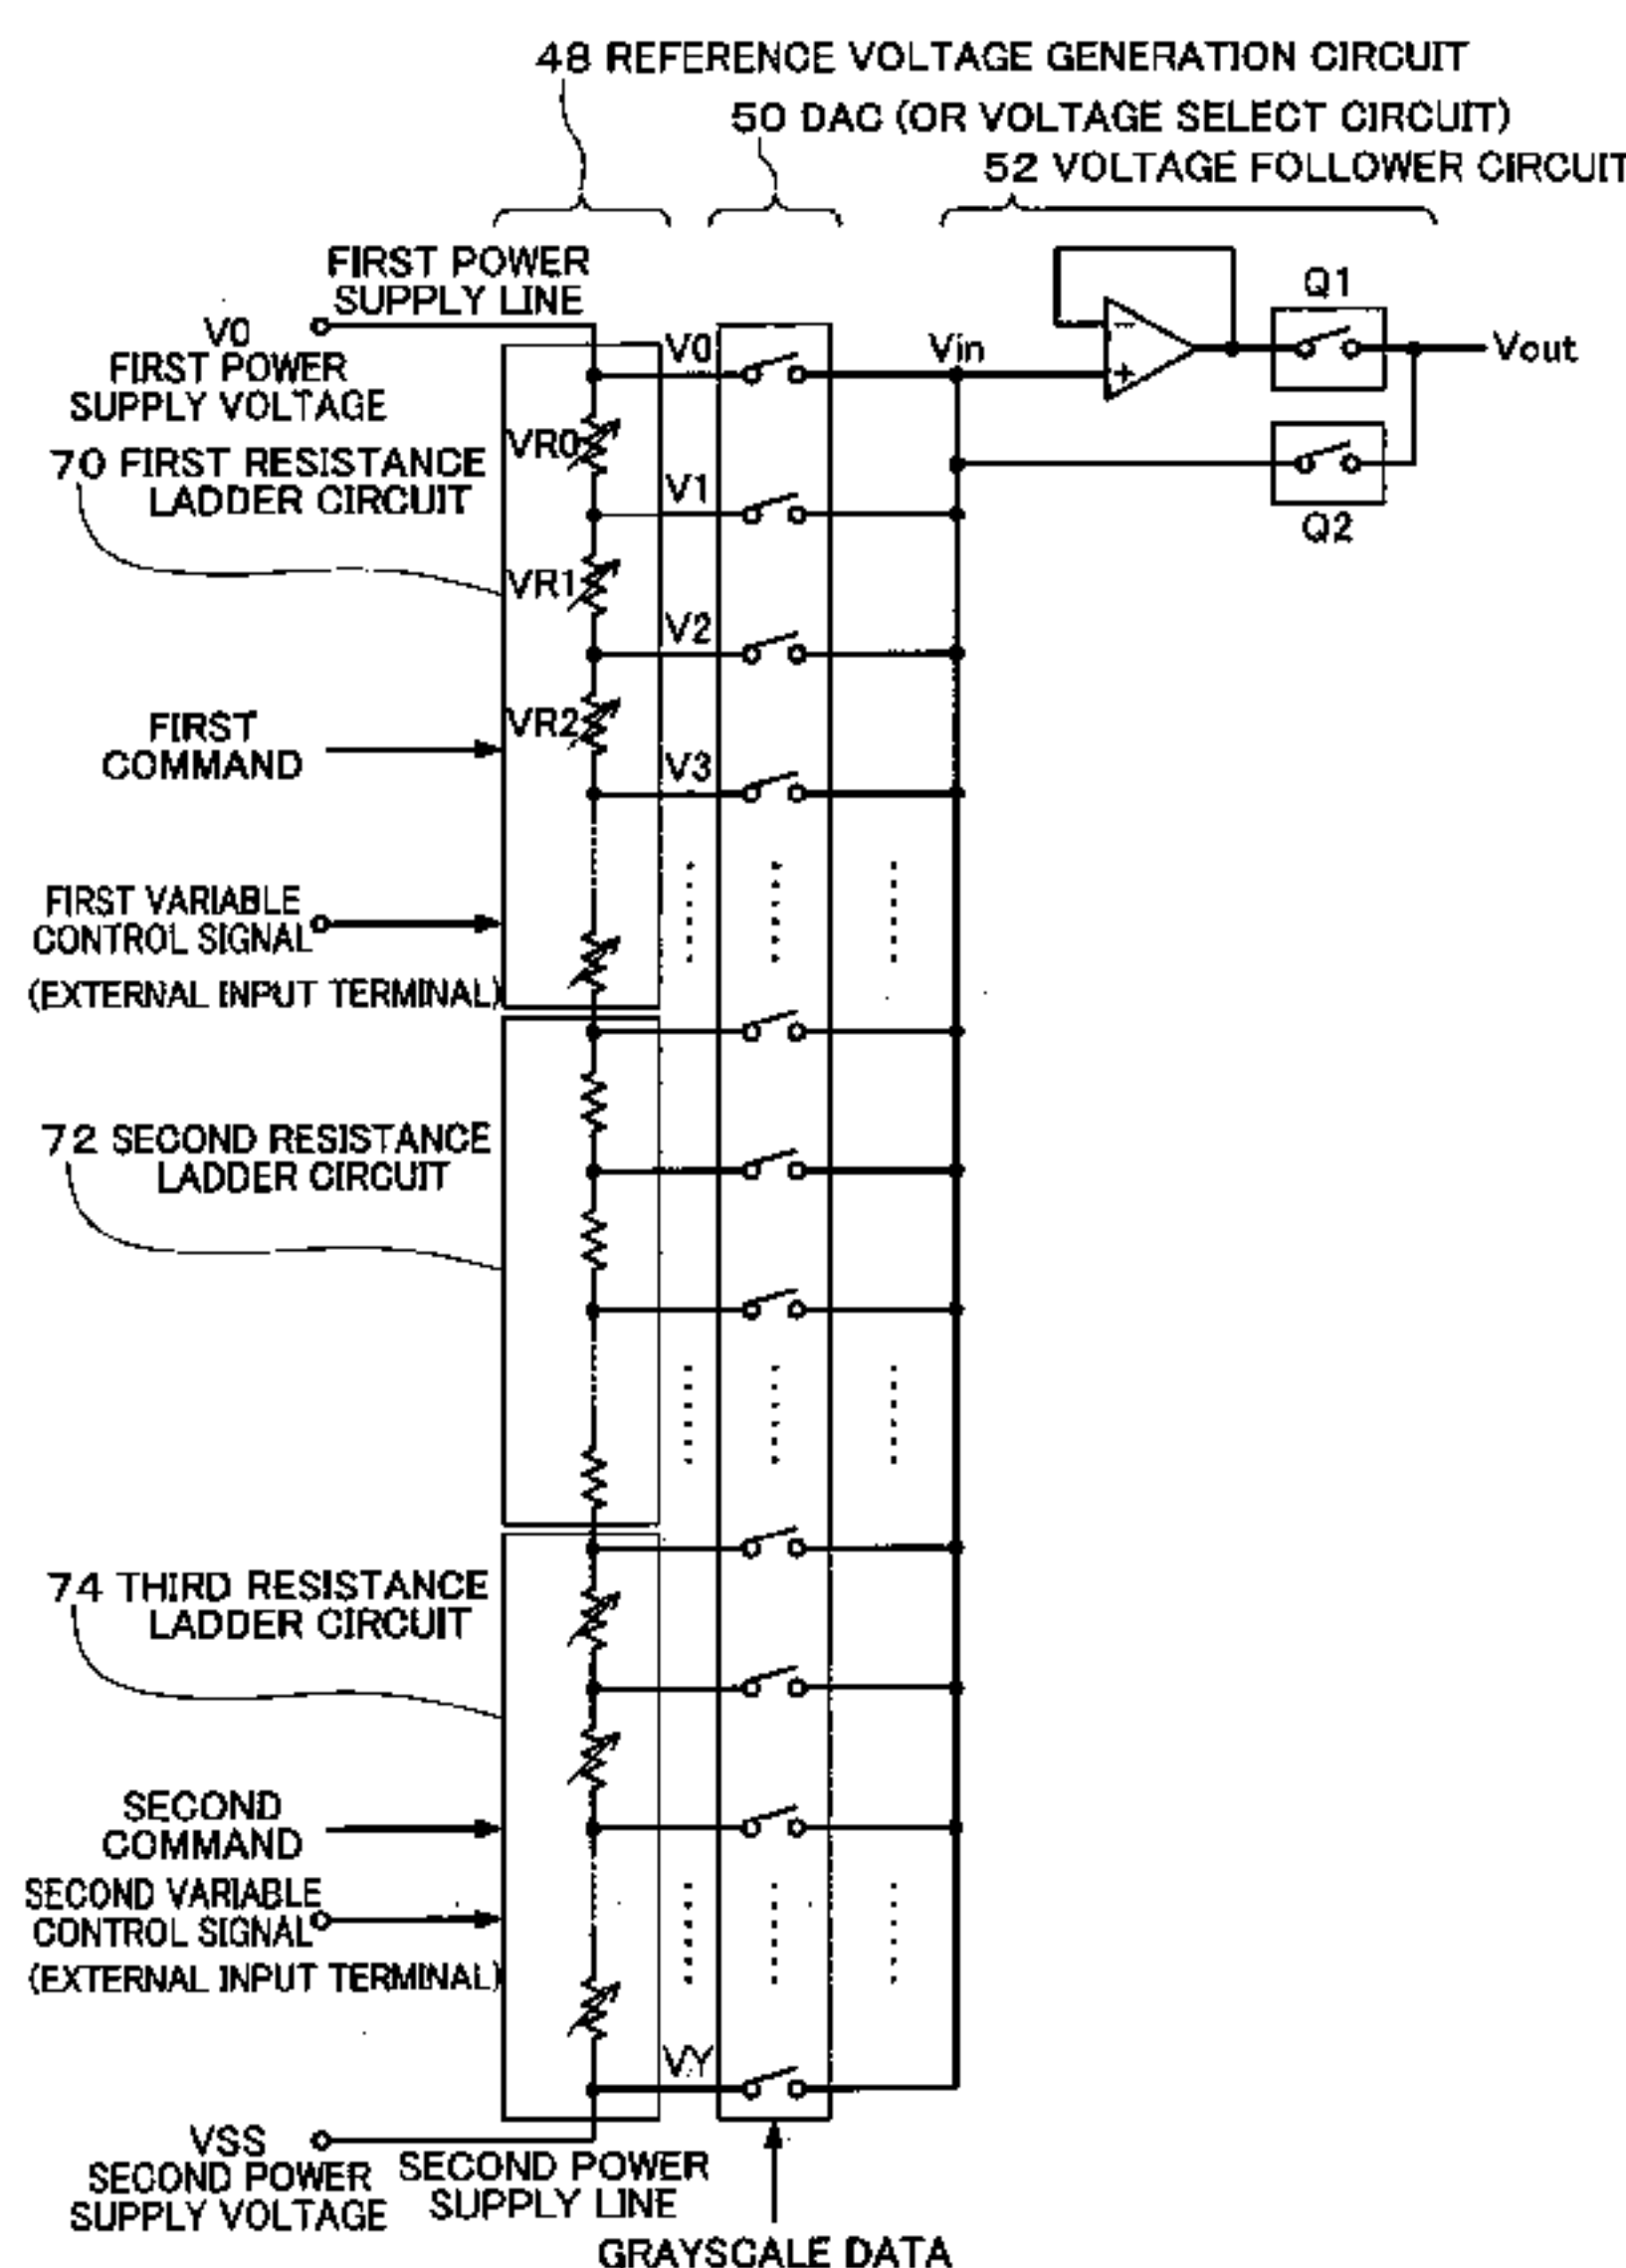 48 REFERENCE VOLTAGE GENERATION CIRCUIT
50 DAC (OR VOLTAGE SELECT CIRCUIT)
52 VOLTAGE FOLLOWER CIRCUIT
FIRST POWER
SUPPLY LINE
V0
FIRST POWER
SUPPLY VOLTAGE
V0
Vin
Q1
Vout
Q2
70 FIRST RESISTANCE
LADDER CIRCUIT
VR0
V1
VR1
V2
FIRST
COMMAND
VR2
V3
FIRST VARIABLE
CONTROL SIGNAL
(EXTERNAL INPUT TERMINAL)
72 SECOND RESISTANCE
LADDER CIRCUIT
74 THIRD RESISTANCE
LADDER CIRCUIT
SECOND
COMMAND
SECOND VARIABLE
CONTROL SIGNAL
(EXTERNAL INPUT TERMINAL)
VY
VSS
SECOND POWER
SUPPLY VOLTAGE
SECOND POWER
SUPPLY LINE
GRAYSCALE DATA